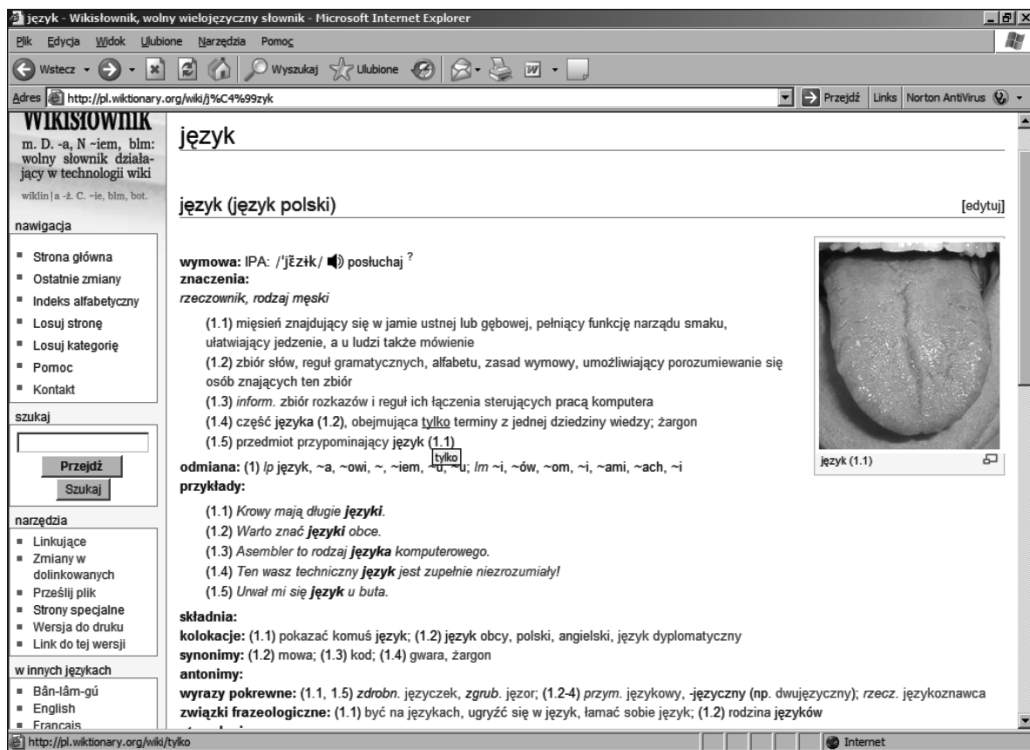 język - Wikisłownik, wolny wielojęzyczny słownik - Microsoft Internet Explorer
Plik Edycja Widok Ulubione Narzędzia Pomoc
Wstecz Wyszukaj Ulubione
Adres http://pl.wiktionary.org/wiki/j%C4%99zyk Przejdź Links Norton AntiVirus
WIKISŁOWNIK
m. D. -a, N ~iem, blm:
wolny słownik działa-
jący w technologii wiki
wiklin|a -ż. C. ~ie, blm, bot.
nawigacja
Strona główna
Ostatnie zmiany
Indeks alfabetyczny
Losuj stronę
Losuj kategorię
Pomoc
Kontakt
szukaj
Przejdź
Szukaj
narzędzia
Linkujące
Zmiany w
dolinkowanych
Prześlij plik
Strony specjalne
Wersja do druku
Link do tej wersji
w innych językach
Bân-lâm-gú
English
Français
język
język (język polski) [edytuj]
wymowa: IPA: /ˈjɛ̃zɨk/ posłuchaj ?
znaczenia:
rzeczownik, rodzaj męski
(1.1) mięsień znajdujący się w jamie ustnej lub gębowej, pełniący funkcję narządu smaku,
ułatwiający jedzenie, a u ludzi także mówienie
(1.2) zbiór słów, reguł gramatycznych, alfabetu, zasad wymowy, umożliwiający porozumiewanie się
osób znających ten zbiór
(1.3) inform. zbiór rozkazów i reguł ich łączenia sterujących pracą komputera
(1.4) część języka (1.2), obejmująca tylko terminy z jednej dziedziny wiedzy; żargon
(1.5) przedmiot przypominający język (1.1)
tylko
odmiana: (1) lp język, ~a, ~owi, ~, ~iem, ~u, ~u; lm ~i, ~ów, ~om, ~i, ~ami, ~ach, ~i
przykłady:
(1.1) Krowy mają długie języki.
(1.2) Warto znać języki obce.
(1.3) Asembler to rodzaj języka komputerowego.
(1.4) Ten wasz techniczny język jest zupełnie niezrozumiały!
(1.5) Urwał mi się język u buta.
składnia:
kolokacje: (1.1) pokazać komuś język; (1.2) język obcy, polski, angielski, język dyplomatyczny
synonimy: (1.2) mowa; (1.3) kod; (1.4) gwara, żargon
antonimy:
wyrazy pokrewne: (1.1, 1.5) zdrobn. języczek, zgrub. jęzor; (1.2-4) przym. językowy, -języczny (np. dwujęzyczny); rzecz. językoznawca
związki frazeologiczne: (1.1) być na językach, ugryźć się w język, łamać sobie język; (1.2) rodzina języków
język (1.1)
http://pl.wiktionary.org/wiki/tylko Internet